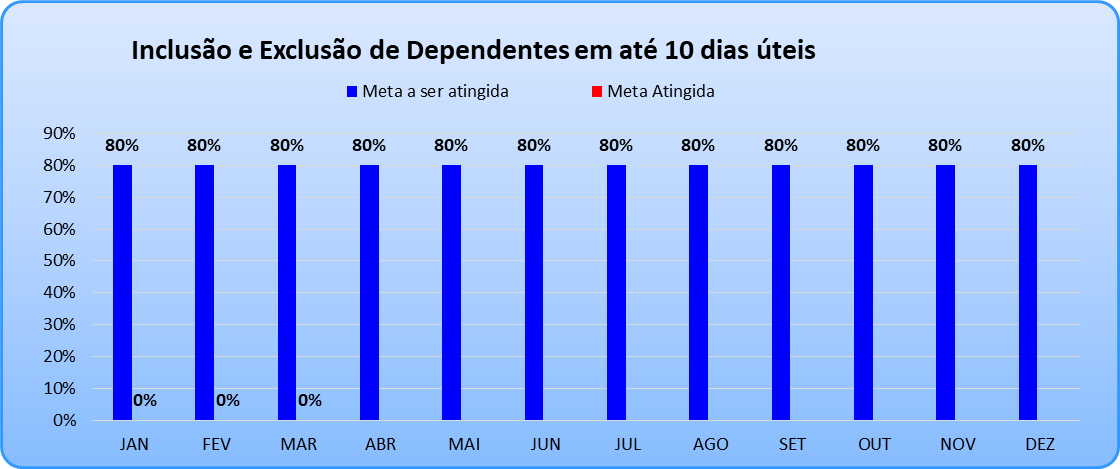 Inclusão e Exclusão de Dependentes em até 10 dias úteis
Meta a ser atingida Meta Atingida
90%
80% 80% 80% 80% 80% 80% 80% 80% 80% 80% 80% 80%
80%
70%
60%
50%
40%
30%
20%
10%
0% 0% 0%
0%
JAN FEV MAR ABR MAI JUN JUL AGO SET OUT NOV DEZ